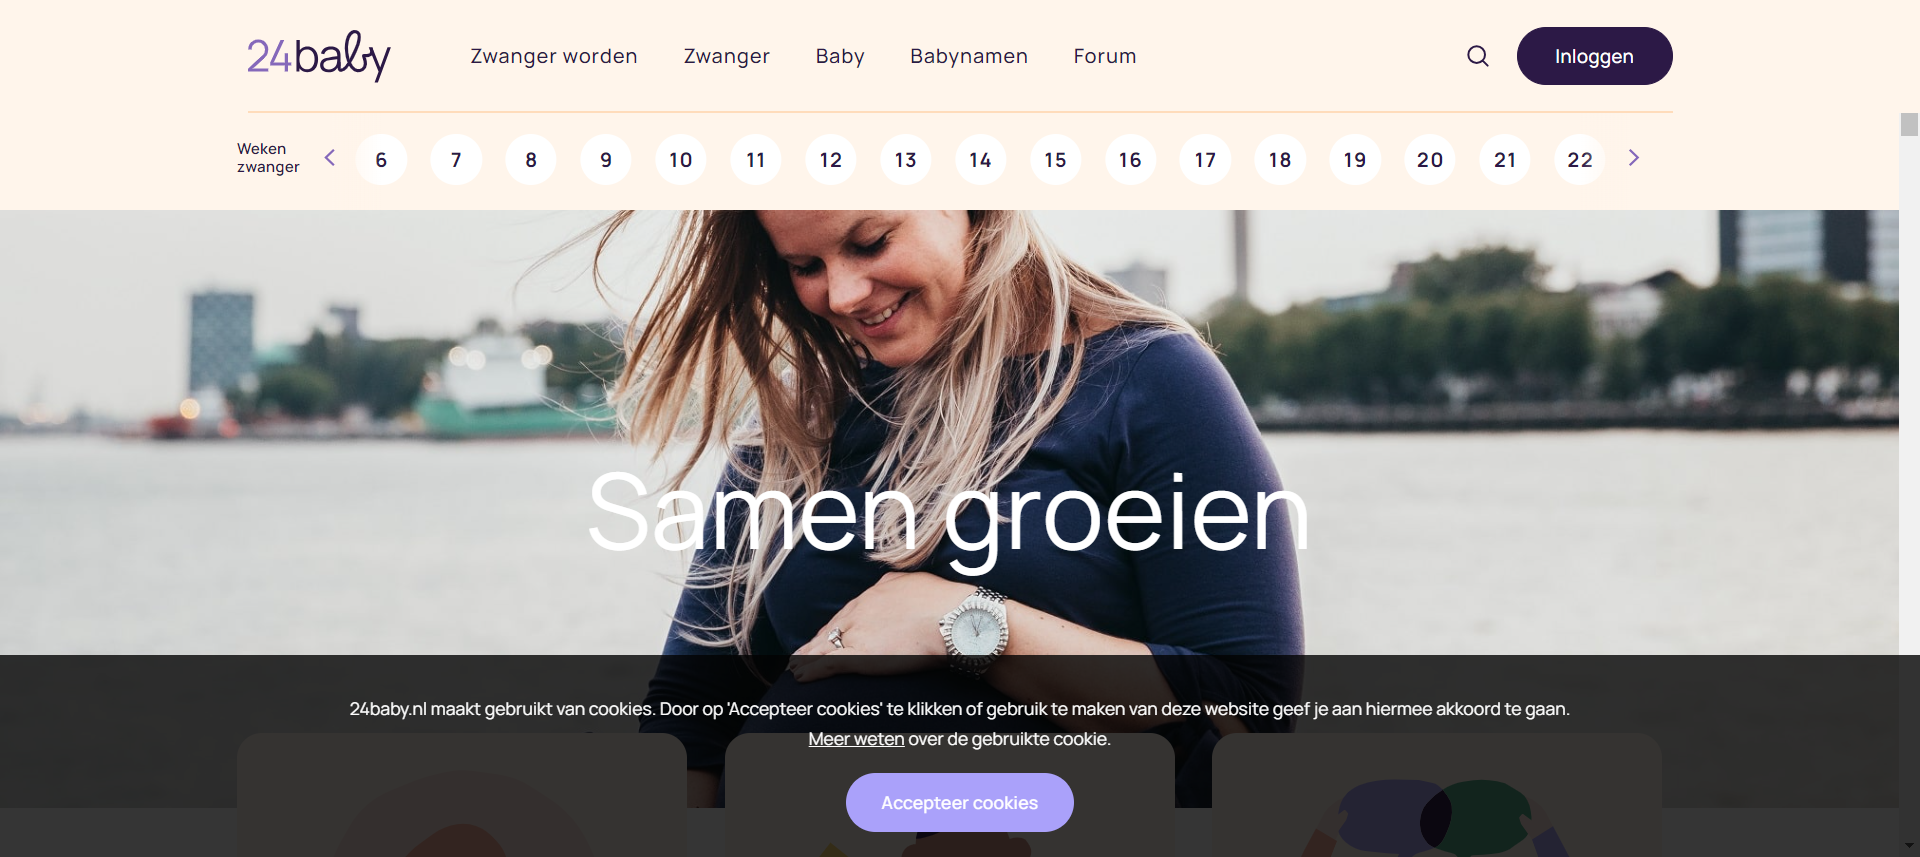 24baby
Zwanger worden
Zwanger
Baby
Babynamen
Forum
Inloggen
Weken
zwanger
6
7
8
9
10
11
12
13
14
15
16
17
18
19
20
21
22
Samen groeien
24baby.nl maakt gebruikt van cookies. Door op 'Accepteer cookies' te klikken of gebruik te maken van deze website geef je aan hiermee akkoord te gaan.
Meer weten over de gebruikte cookie.
Accepteer cookies